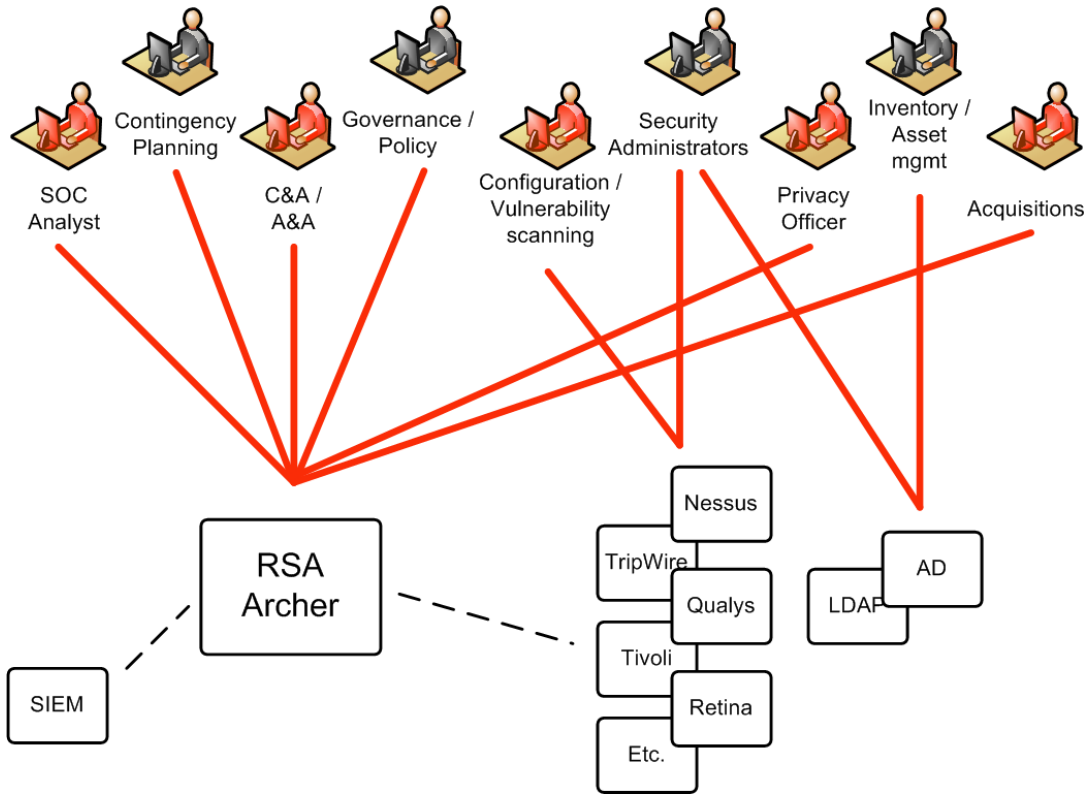 Contingency
Planning
Governance /
Policy
Security
Administrators
Inventory /
Asset
mgmt
SOC
Analyst
C&A /
A&A
Configuration /
Vulnerability
scanning
Privacy
Officer
Acquisitions
Nessus
TripWire
AD
RSA
Archer
Qualys
LDAP
Tivoli
SIEM
Retina
Etc.